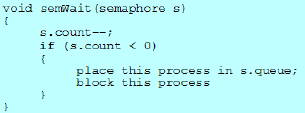 void semWait(semaphore s)
{
     s.count--;
     if (s.count < 0)
     {
          place this process in s.queue;
          block this process
     }
}